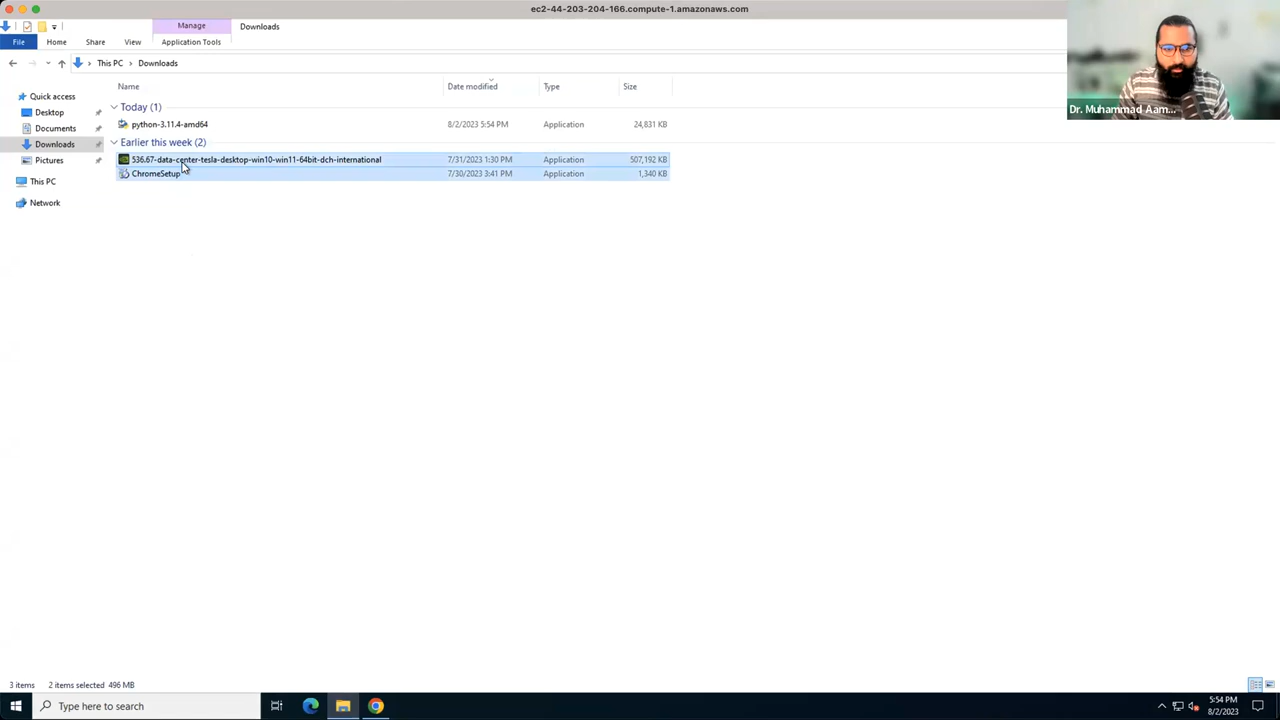 ec2-44-203-204-166.compute-1.amazonaws.com
Manage Downloads
File Home Share View Application Tools
This PC Downloads
Name Date modified Type Size
Quick access
Desktop
Documents
Downloads
Pictures
This PC
Network
Today (1)
python-3.11.4-amd64 8/2/2023 5:54 PM Application 24,831 KB
Earlier this week (2)
536.67-data-center-tesla-desktop-win10-win11-64bit-dch-international 7/31/2023 1:30 PM Application 507,192 KB
ChromeSetup 7/30/2023 3:41 PM Application 1,340 KB
Dr. Muhammad Aam...
3 items 2 items selected 496 MB
Type here to search
5:54 PM
8/2/2023